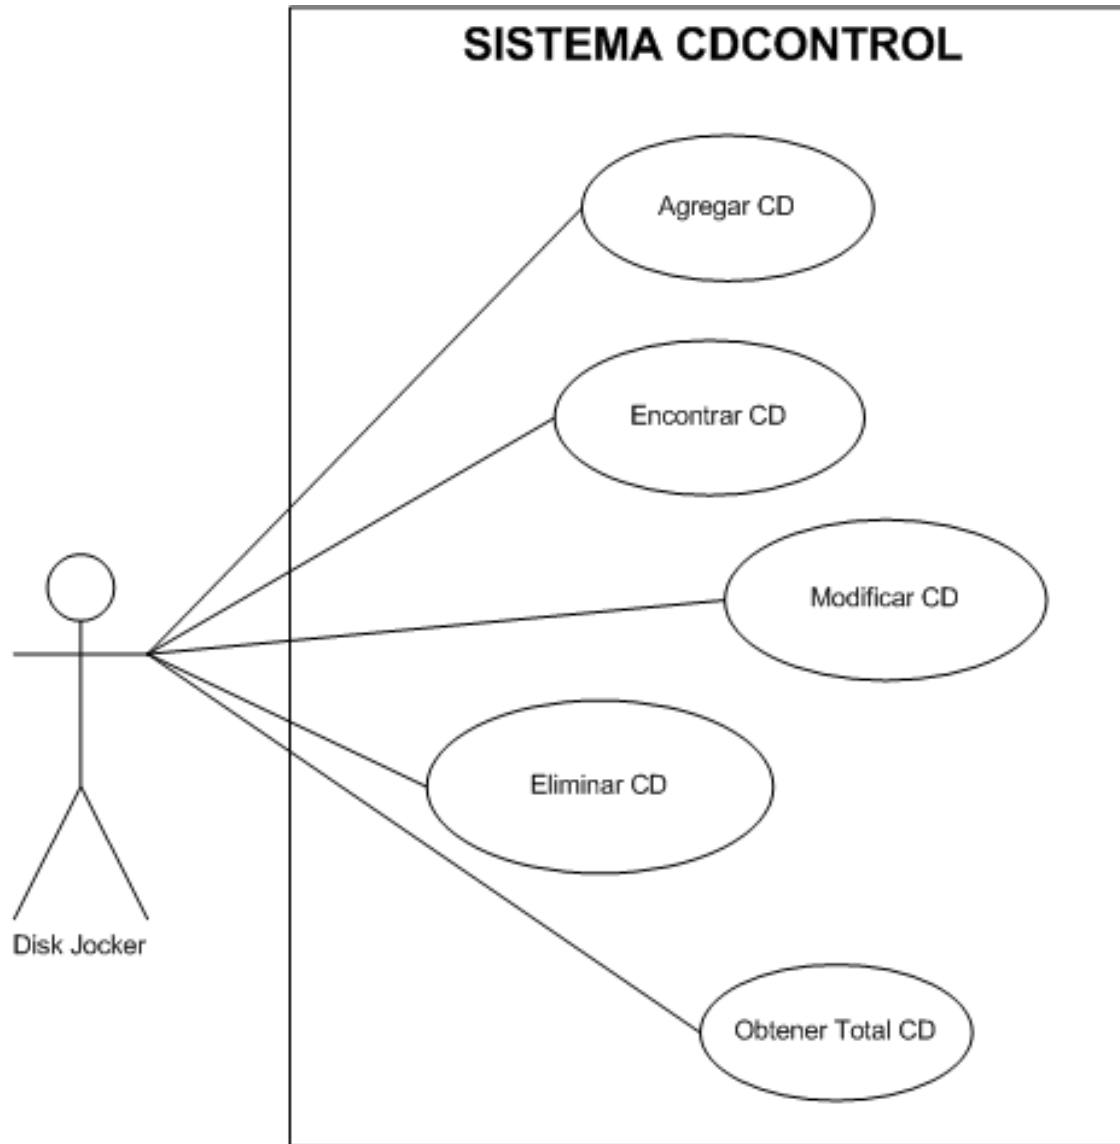 SISTEMA CDCONTROL
Agregar CD
Encontrar CD
Modificar CD
Eliminar CD
Disk Jocker
Obtener Total CD